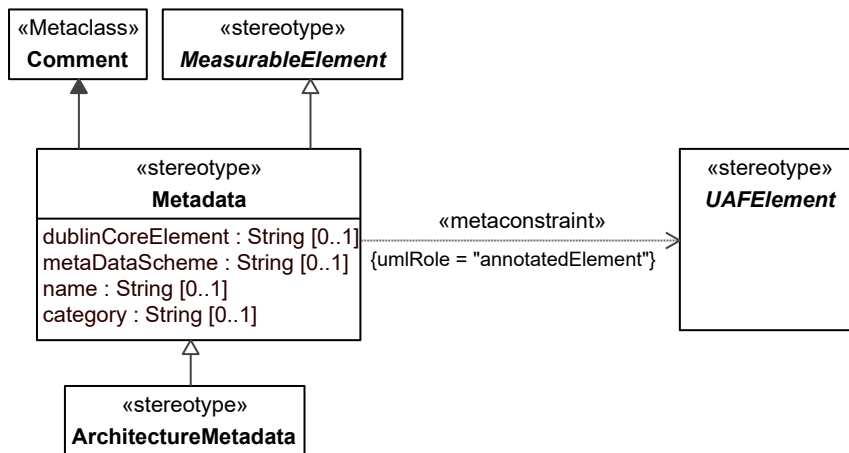 «Metaclass»
Comment
«stereotype»
MeasurableElement
«stereotype»
Metadata
dublinCoreElement : String [0..1]
metaDataScheme : String [0..1]
name : String [0..1]
category : String [0..1]
«metaconstraint»
{umlRole = "annotatedElement"}
«stereotype»
UAFElement
«stereotype»
ArchitectureMetadata